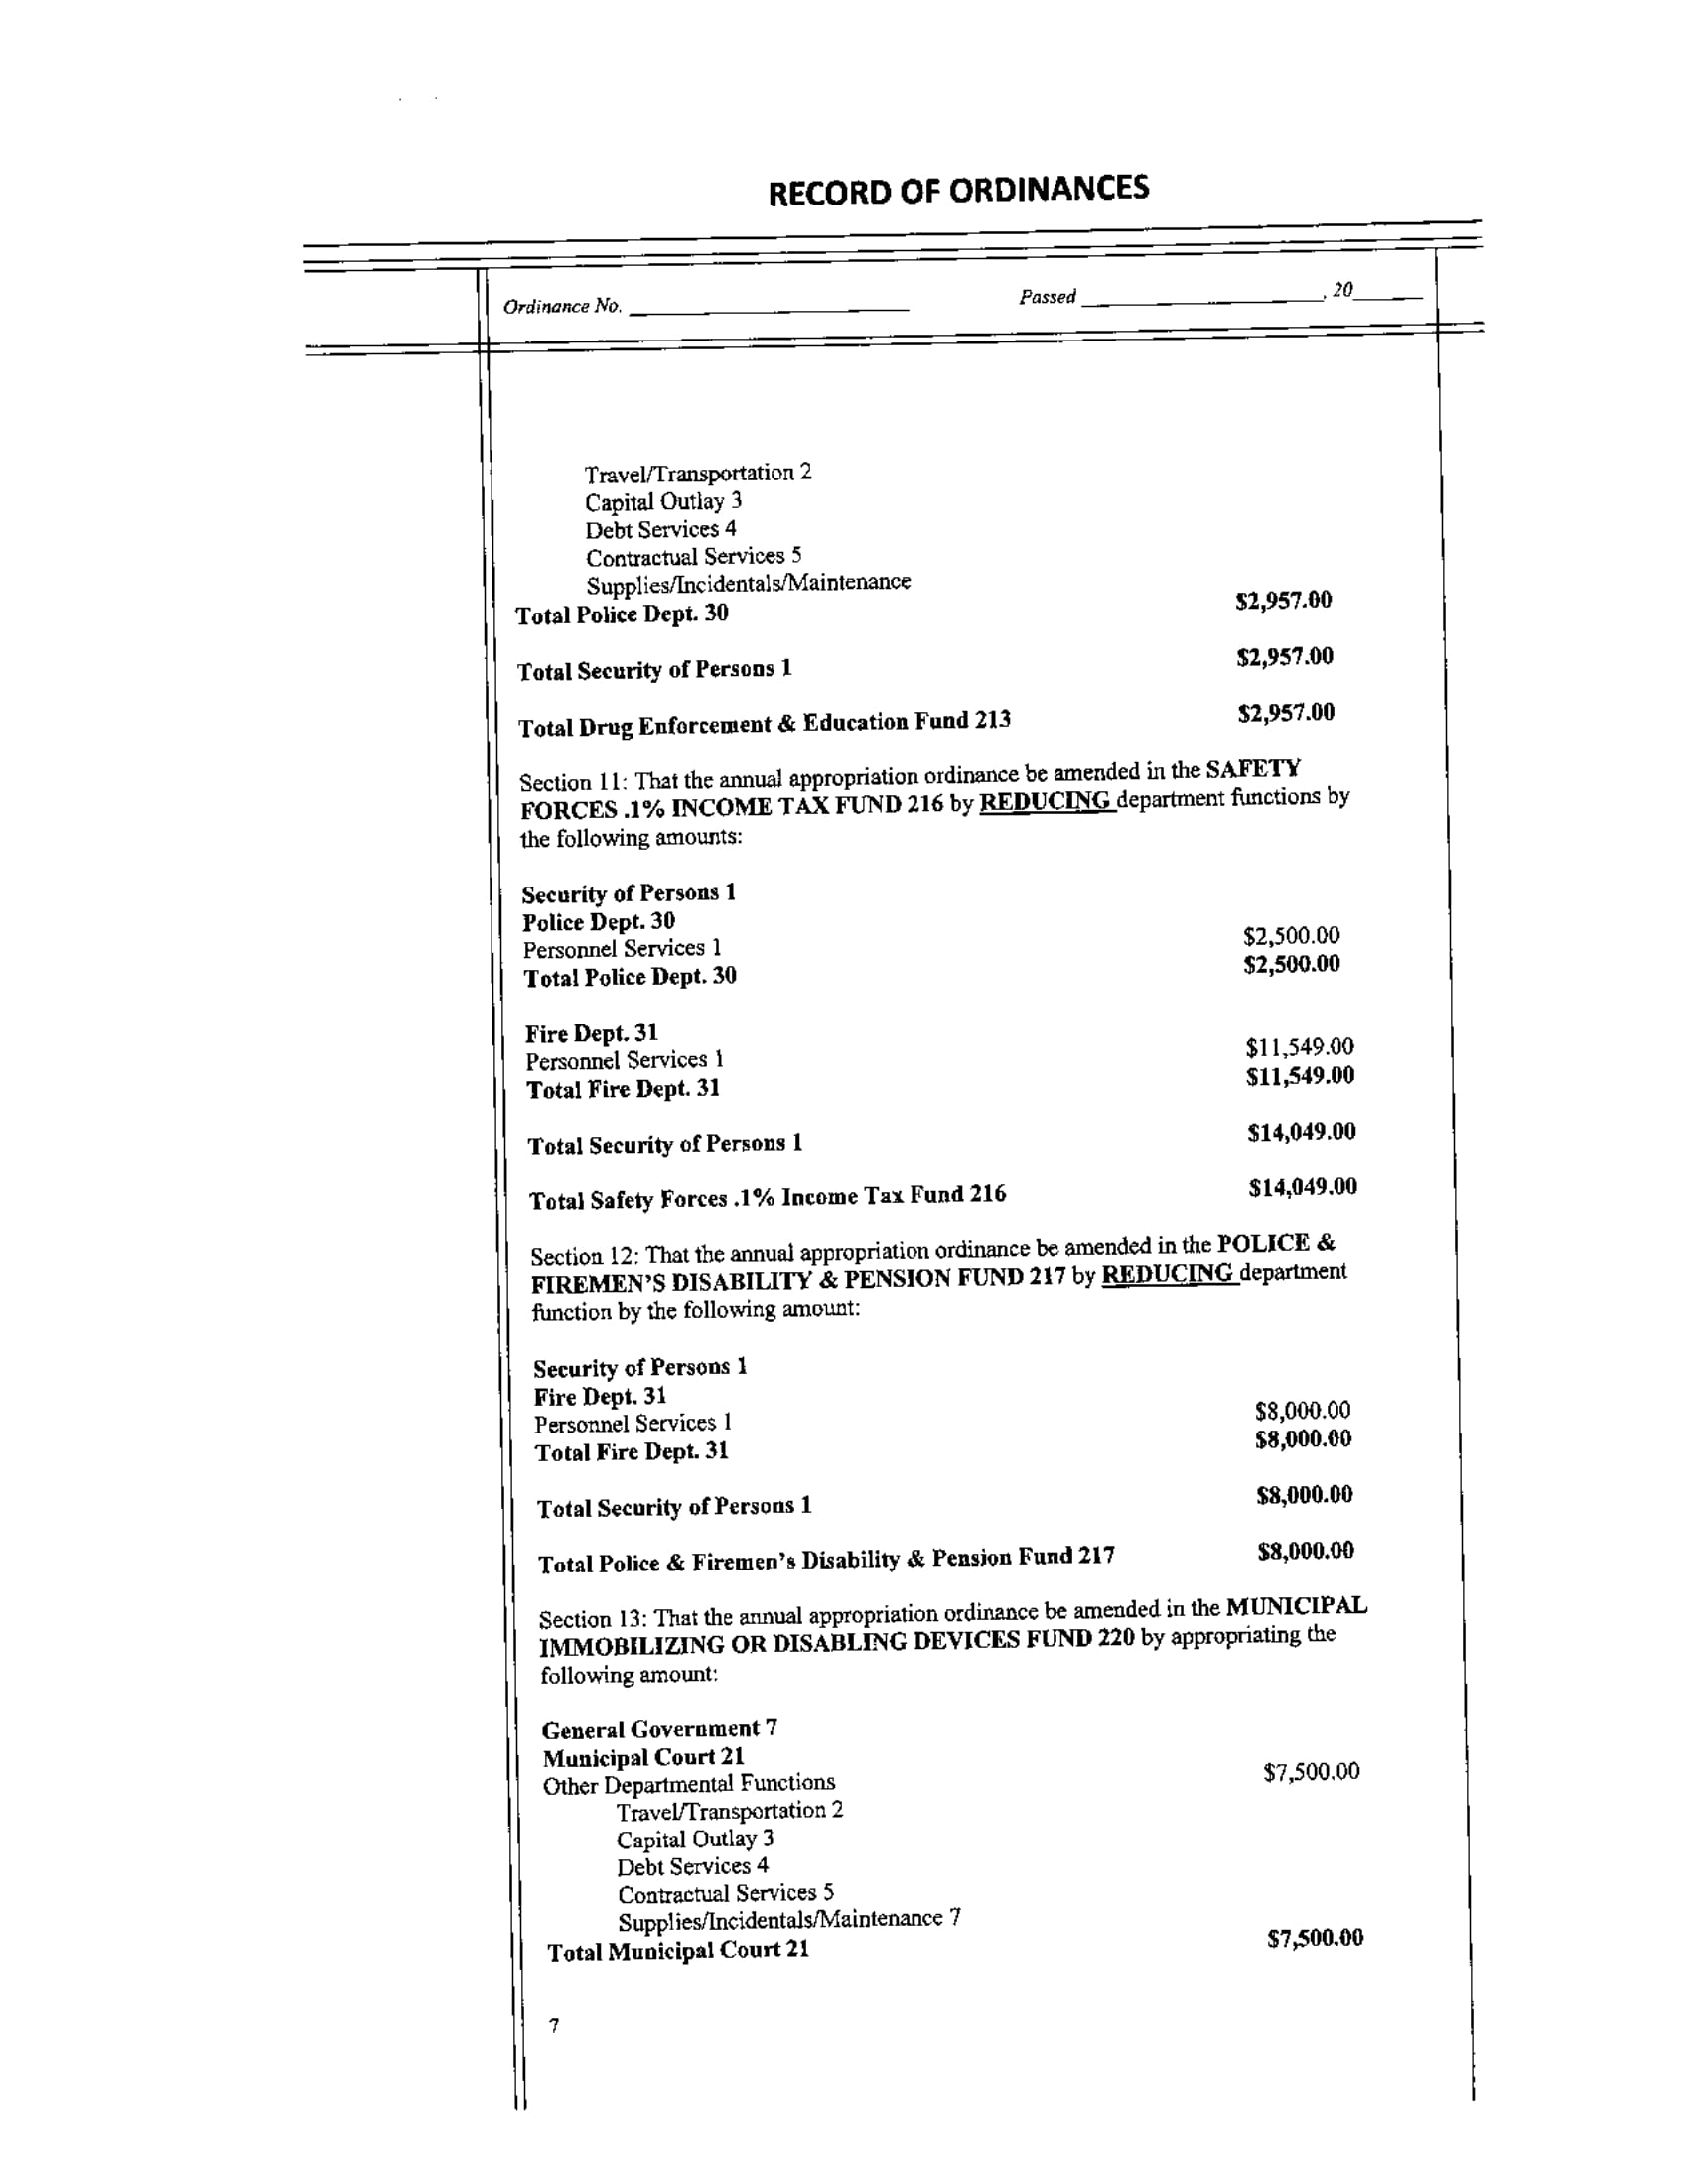 RECORD OF ORDINANCES
Ordinance No. Passed , 20
Travel/Transportation 2
Capital Outlay 3
Debt Services 4
Contractual Services 5
Supplies/Incidentals/Maintenance
Total Police Dept. 30 $2,957.00
Total Security of Persons 1 $2,957.00
Total Drug Enforcement & Education Fund 213 $2,957.00
Section 11: That the annual appropriation ordinance be amended in the SAFETY
FORCES .1% INCOME TAX FUND 216 by REDUCING department functions by
the following amounts:
Security of Persons 1
Police Dept. 30
Personnel Services 1 $2,500.00
Total Police Dept. 30 $2,500.00
Fire Dept. 31
Personnel Services 1 $11,549.00
Total Fire Dept. 31 $11,549.00
Total Security of Persons 1 $14,049.00
Total Safety Forces .1% Income Tax Fund 216 $14,049.00
Section 12: That the annual appropriation ordinance be amended in the POLICE &
FIREMEN'S DISABILITY & PENSION FUND 217 by REDUCING department
function by the following amount:
Security of Persons 1
Fire Dept. 31
Personnel Services 1 $8,000.00
Total Fire Dept. 31 $8,000.00
Total Security of Persons 1 $8,000.00
Total Police & Firemen's Disability & Pension Fund 217 $8,000.00
Section 13: That the annual appropriation ordinance be amended in the MUNICIPAL
IMMOBILIZING OR DISABLING DEVICES FUND 220 by appropriating the
following amount:
General Government 7
Municipal Court 21
Other Departmental Functions $7,500.00
Travel/Transportation 2
Capital Outlay 3
Debt Services 4
Contractual Services 5
Supplies/Incidentals/Maintenance 7
Total Municipal Court 21 $7,500.00
7